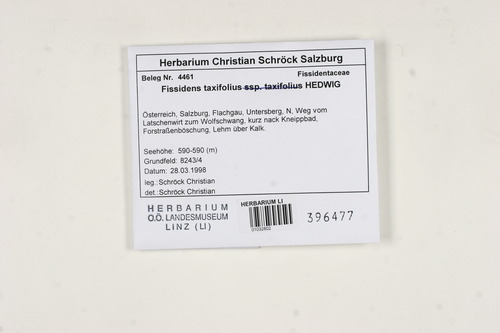 Herbarium Christian Schröck Salzburg
Beleg Nr. 4461 Fissidentaceae
Fissidens taxifolius ssp. taxifolius HEDWIG
Österreich, Salzburg, Flachgau, Untersberg, N, Weg vom
Latschenwirt zum Wolfschwang, kurz nack Kneippbad,
Forstraßenböschung, Lehm über Kalk.
Seehöhe: 590-590 (m)
Grundfeld: 8243/4
Datum: 28.03.1998
leg.:Schröck Christian
det.:Schröck Christian
HERBARIUM
O.Ö. LANDESMUSEUM
LINZ (LI)
HERBARIUM LI
01032802
396477